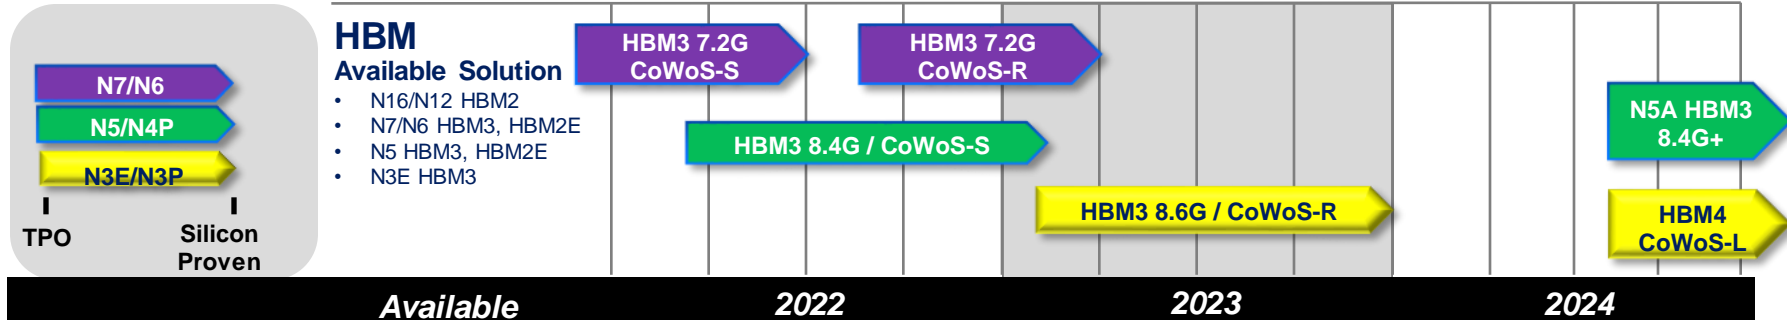 N7/N6
N5/N4P
N3E/N3P
TPO
Silicon
Proven
HBM
Available Solution
• N16/N12 HBM2
• N7/N6 HBM3, HBM2E
• N5 HBM3, HBM2E
• N3E HBM3
HBM3 7.2G
CoWoS-S
HBM3 7.2G
CoWoS-R
HBM3 8.4G / CoWoS-S
N5A HBM3
8.4G+
HBM3 8.6G / CoWoS-R
HBM4
CoWoS-L
Available
2022
2023
2024